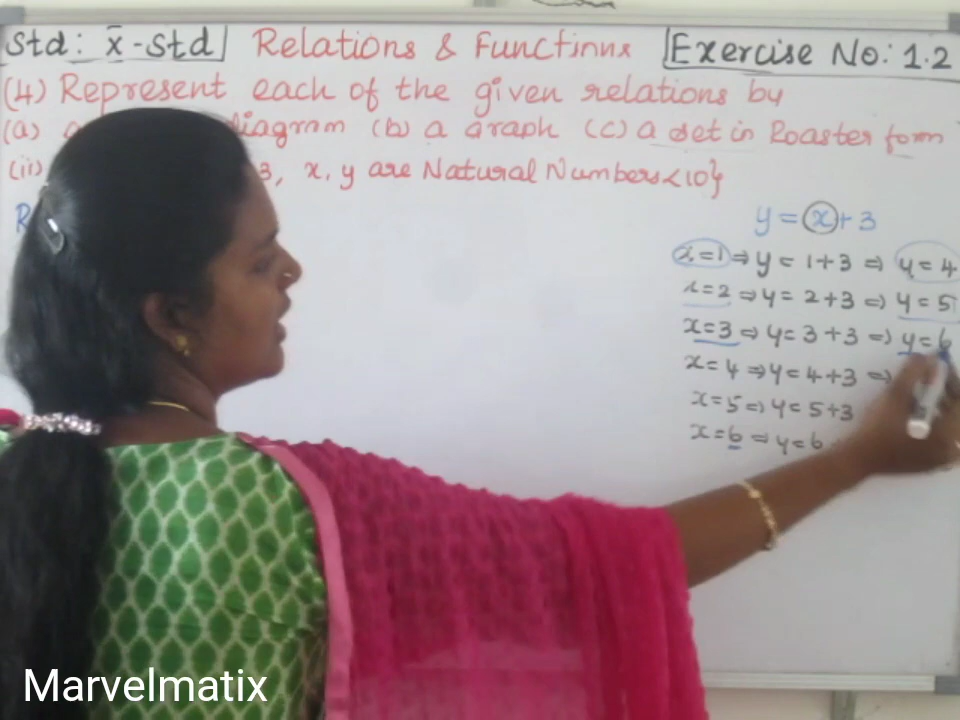 Std: X - Std Relations & Functions Exercise No: 1.2
(4) Represent each of the given relations by
(a) diagram (b) a graph (c) a set in Roaster form
(ii) 3, x, y are Natural Numbers < 10}
y = x + 3
x = 1 ⇒ y = 1 + 3 ⇒ y = 4
x = 2 ⇒ y = 2 + 3 ⇒ y = 5
x = 3 ⇒ y = 3 + 3 ⇒ y = 6
x = 4 ⇒ y = 4 + 3 ⇒
x = 5 ⇒ y = 5 + 3
x = 6 ⇒ y = 6
Marvelmatix